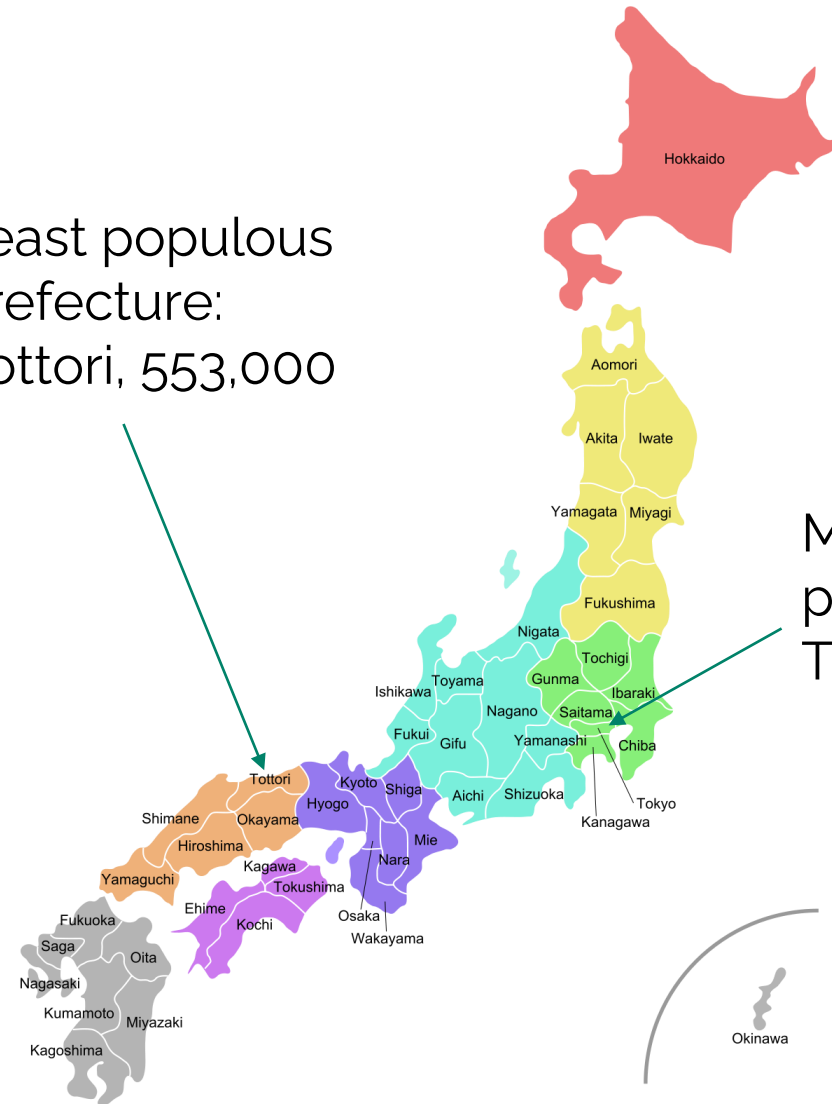 Hokkaido
east populous
refecture:
ottori, 553,000
Aomori
Akita
Iwate
Yamagata
Miyagi
M
p
T
Fukushima
Nigata
Tochigi
Gunma
Ibaraki
Toyama
Ishikawa
Nagano
Saitama
Fukui
Gifu
Yamanashi
Chiba
Tottori
Kyoto
Shiga
Aichi
Shizuoka
Tokyo
Hyogo
Kanagawa
Shimane
Okayama
Hiroshima
Mie
Nara
Kagawa
Yamaguchi
Tokushima
Ehime
Osaka
Fukuoka
Kochi
Wakayama
Saga
Oita
Nagasaki
Kumamoto
Miyazaki
Okinawa
Kagoshima